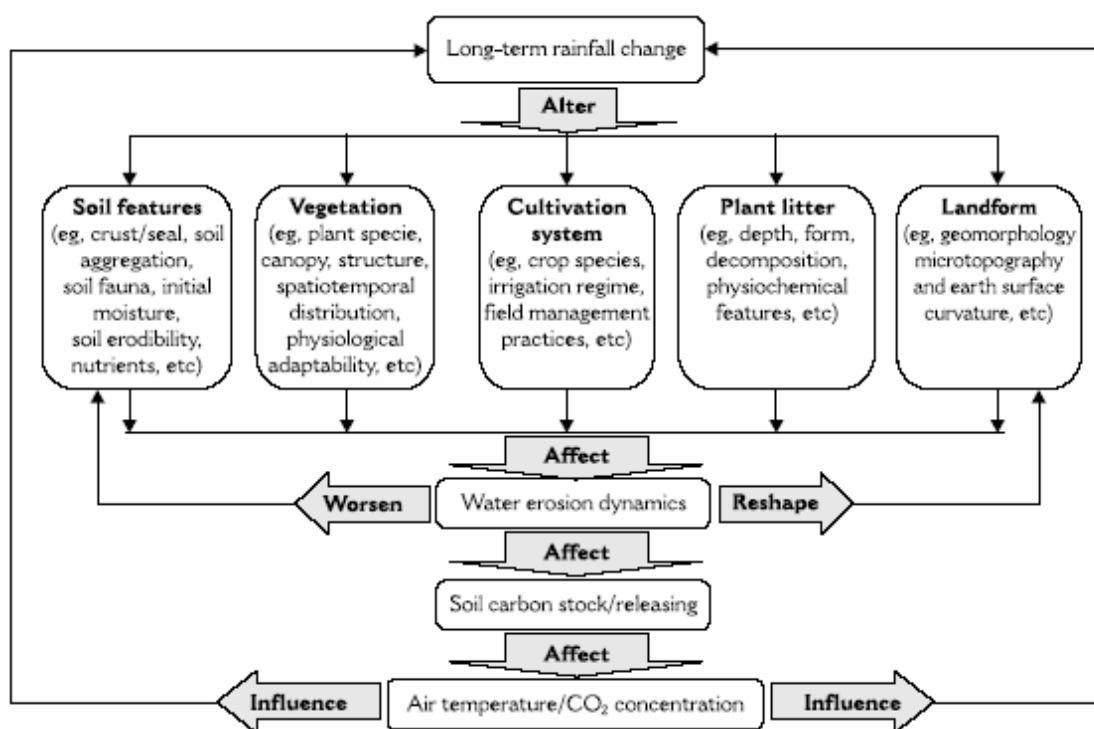 Long-term rainfall change
Alter
Soil features
(eg, crust/seal, soil
aggregation,
soil fauna, initial
moisture,
soil erodibility,
nutrients, etc)
Vegetation
(eg, plant specie,
canopy, structure,
spatiotemporal
distribution,
physiological
adaptability, etc)
Cultivation
system
(eg, crop species,
irrigation regime,
field management
practices, etc)
Plant litter
(eg, depth, form,
decomposition,
physiochemical
features, etc)
Landform
(eg, geomorphology
microtopography
and earth surface
curvature, etc)
Affect
Worsen
Water erosion dynamics
Reshape
Affect
Soil carbon stock/releasing
Affect
Influence
Air temperature/CO₂ concentration
Influence